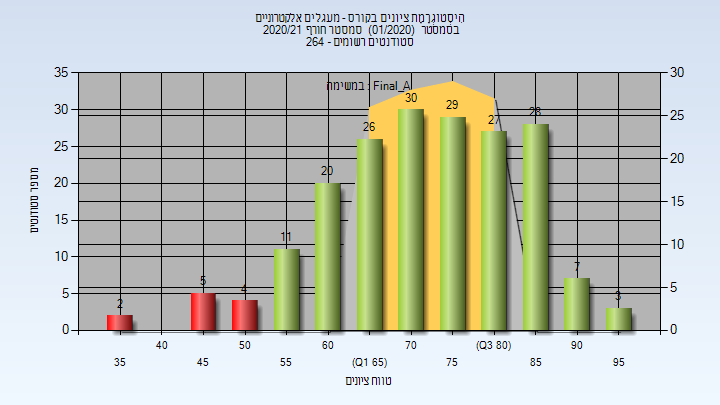 היסטוגרמת ציונים בקורס - מעגלים אלקטרוניים
בסמסטר (01/2020) סמסטר חורף 2020/21
סטודנטים רשומים - 264
במשימה : Final_A
35 30 25 20 15 10 5 0
מספר סטודנטים
30 25 20 15 10 5 0
2 5 4 11 20 26 30 29 27 28 7 3
40 50 60 70 (Q3 80) 90
35 45 55 (Q1 65) 75 85 95
טווח ציונים